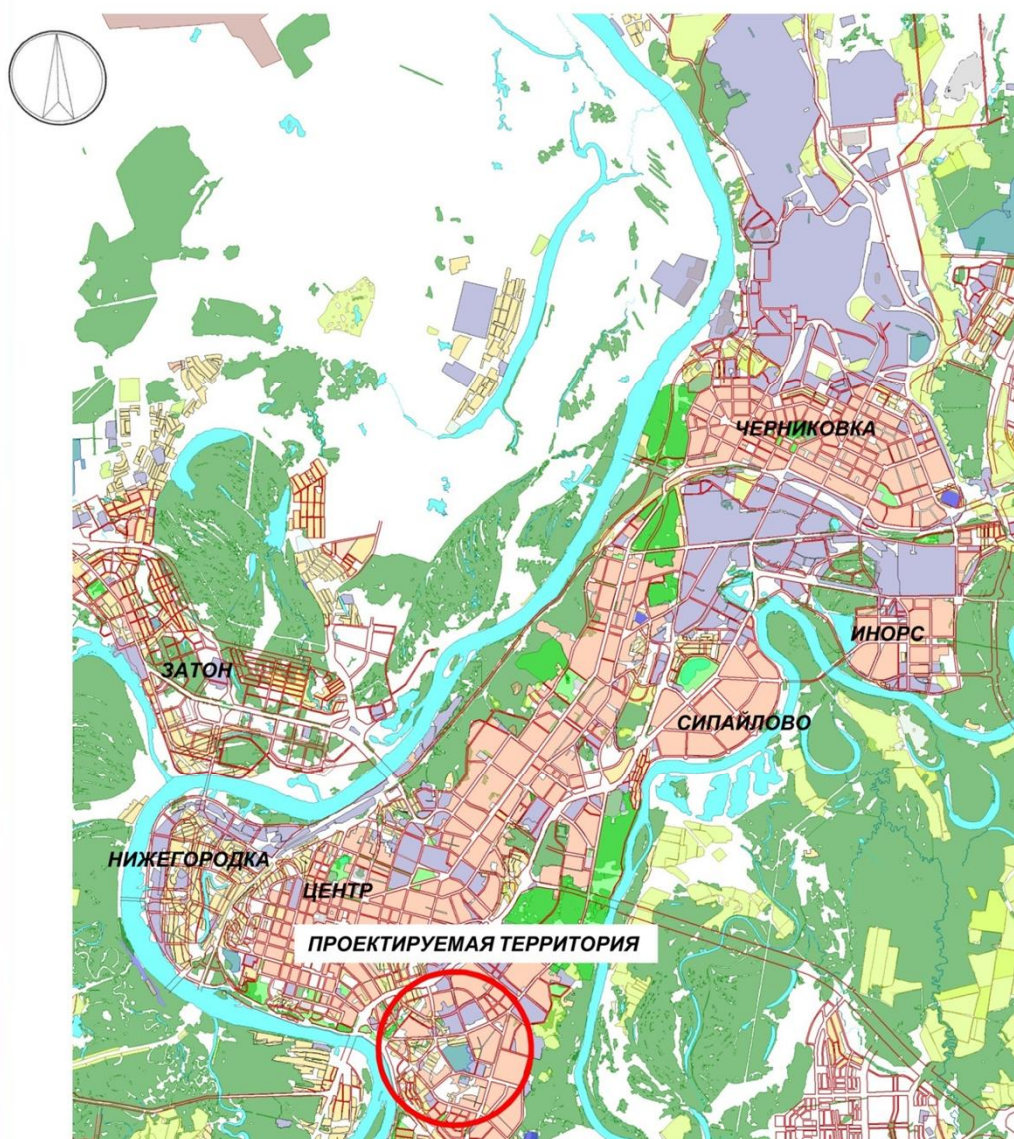 ЧЕРНИКОВКА
ИНОРС
ЗАТОН
СИПАЙЛОВО
НИЖЕГОРОДКА
ЦЕНТР
ПРОЕКТИРУЕМАЯ ТЕРРИТОРИЯ